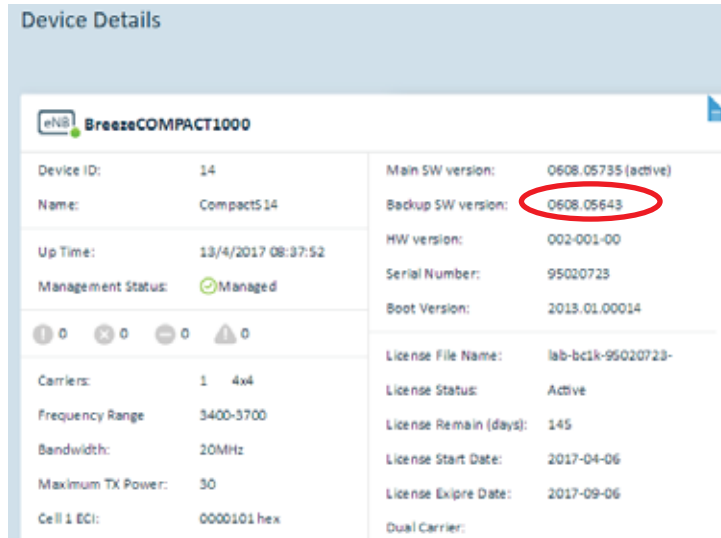 Device Details
eNB BreezeCOMPACT1000
Device ID: 14
Name: CompactS14
Up Time: 13/4/2017 08:37:52
Management Status: Managed
0 0 0 0
Carriers: 1 4x4
Frequency Range 3400-3700
Bandwidth: 20MHz
Maximum TX Power: 30
Cell 1 ECI: 0000101 hex
Main SW version: 0608.05735 (active)
Backup SW version: 0608.05643
HW version: 002-001-00
Serial Number: 95020723
Boot Version: 2013.01.00014
License File Name: lab-bc1k-95020723-
License Status: Active
License Remain (days): 145
License Start Date: 2017-04-06
License Exipre Date: 2017-09-06
Dual Carrier: